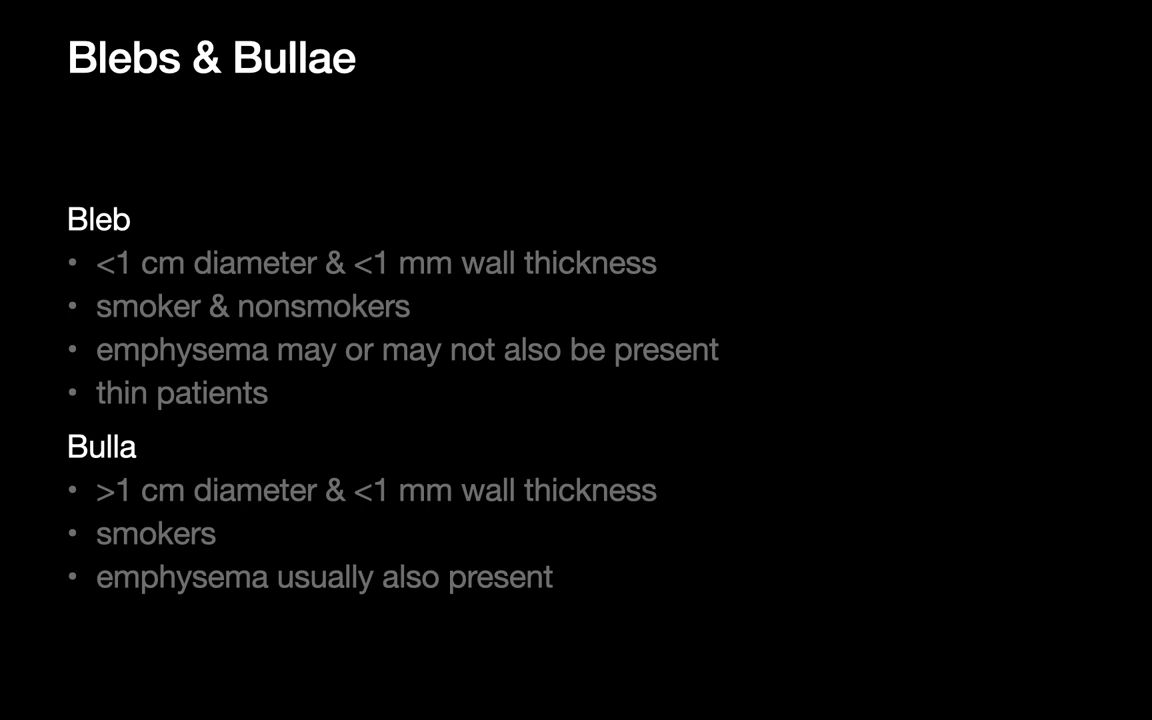 Blebs & Bullae
Bleb
• <1 cm diameter & <1 mm wall thickness
• smoker & nonsmokers
• emphysema may or may not also be present
• thin patients
Bulla
• >1 cm diameter & <1 mm wall thickness
• smokers
• emphysema usually also present